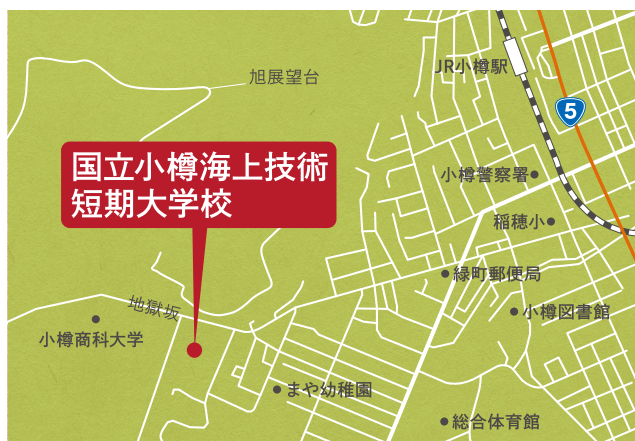 旭展望台
JR小樽駅
5
国立小樽海上技術
短期大学校
小樽警察署
稲穂小
緑町郵便局
地獄坂
小樽図書館
小樽商科大学
まや幼稚園
総合体育館